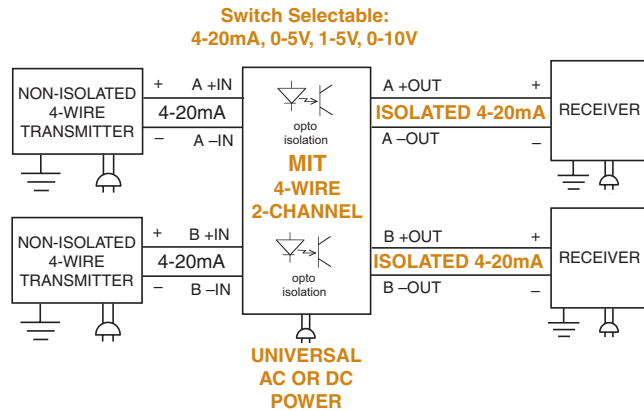 Switch Selectable:
4-20mA, 0-5V, 1-5V, 0-10V
NON-ISOLATED
4-WIRE
TRANSMITTER
+ A +IN
4-20mA
– A –IN
opto
isolation
MIT
4-WIRE
2-CHANNEL
A +OUT +
ISOLATED 4-20mA
A –OUT –
RECEIVER
NON-ISOLATED
4-WIRE
TRANSMITTER
+ B +IN
4-20mA
– B –IN
opto
isolation
B +OUT +
ISOLATED 4-20mA
B –OUT –
RECEIVER
UNIVERSAL
AC OR DC
POWER